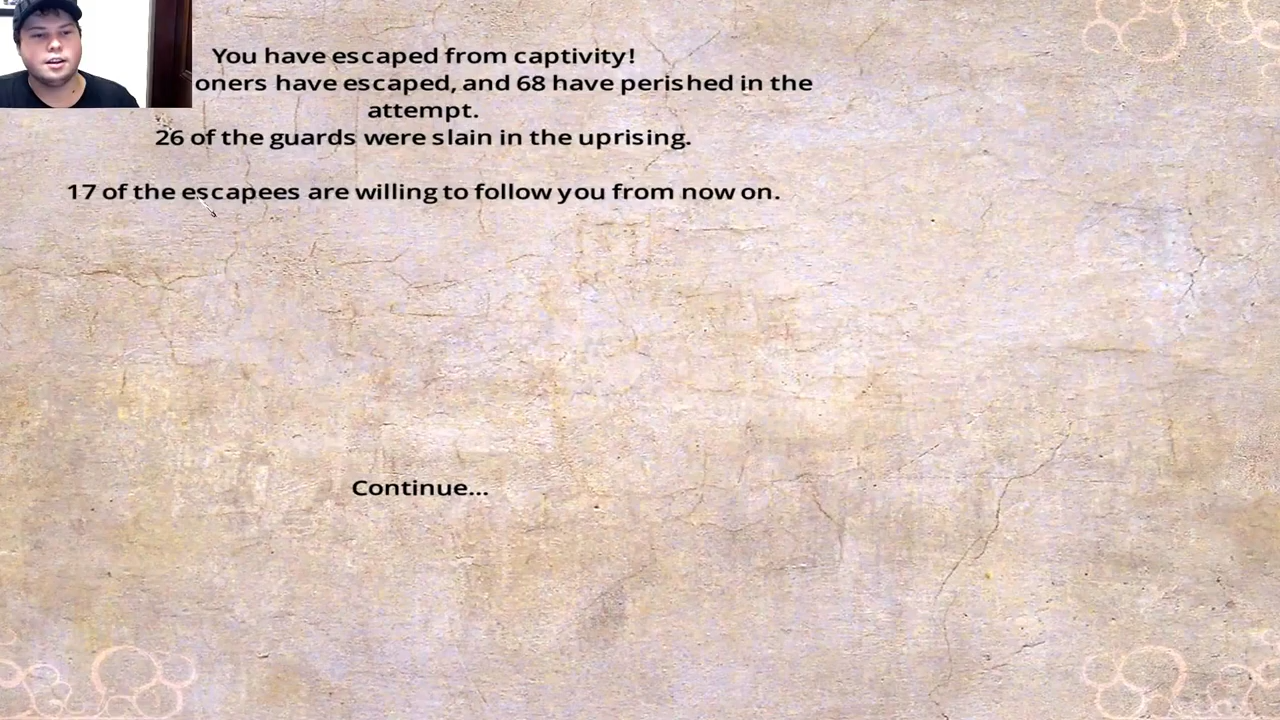 You have escaped from captivity!
oners have escaped, and 68 have perished in the
attempt.
26 of the guards were slain in the uprising.
17 of the escapees are willing to follow you from now on.
Continue...